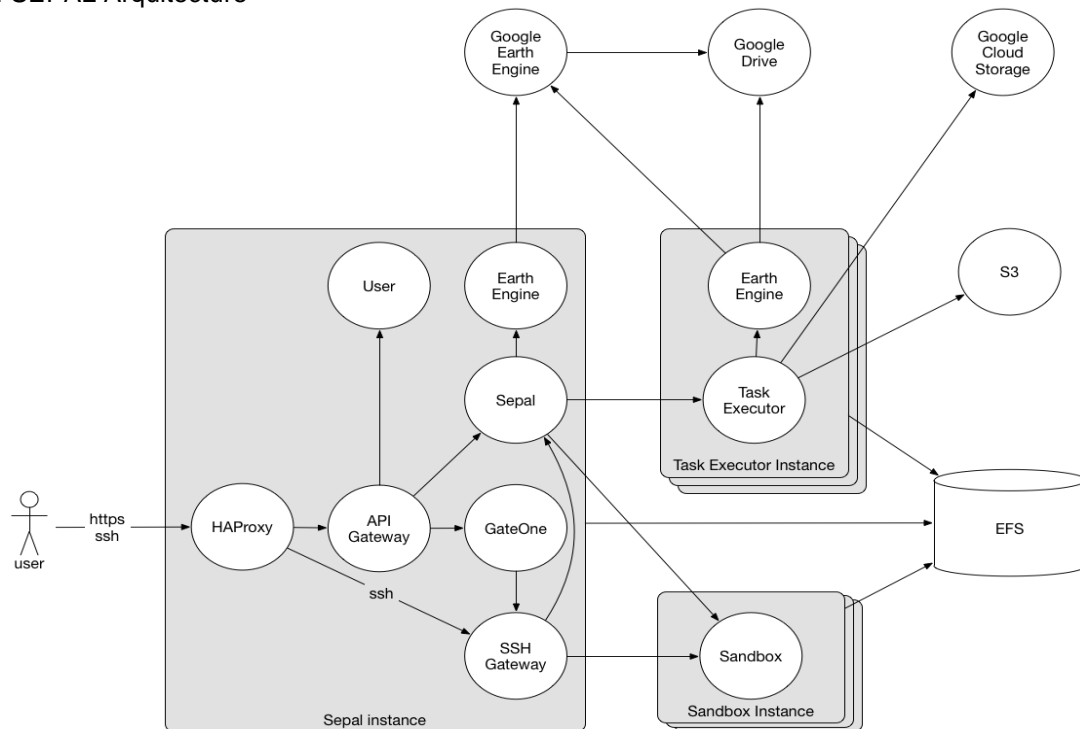 Google
Earth
Engine
Google
Drive
Google
Cloud
Storage
User
Earth
Engine
Earth
Engine
S3
Sepal
Task
Executor
Task Executor Instance
user
https
ssh
HAProxy
API
Gateway
GateOne
EFS
ssh
SSH
Gateway
Sandbox
Sepal instance
Sandbox Instance